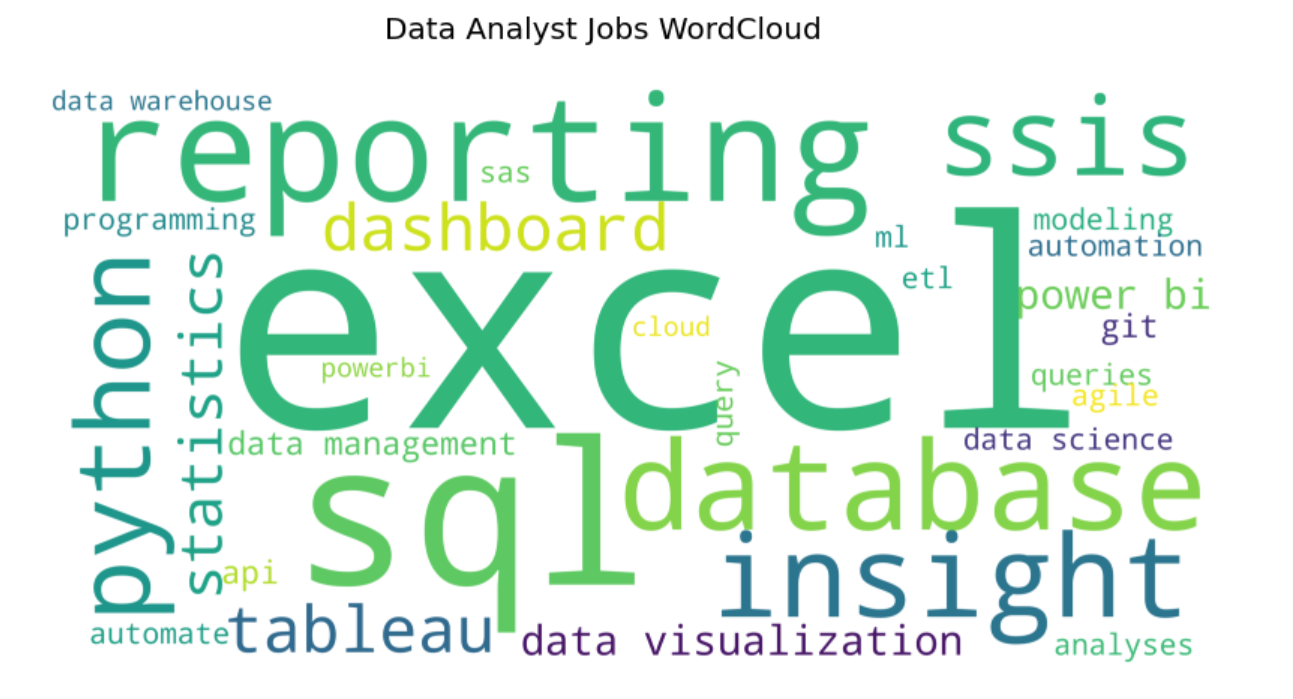 Data Analyst Jobs WordCloud
data warehouse
reporting
ssis
sas
programming
dashboard
ml
modeling
automation
python
statistics
excel
etl
power bi
cloud
git
powerbi
query
queries
agile
data management
data science
sql
database
api
insight
automate
tableau
data visualization
analyses